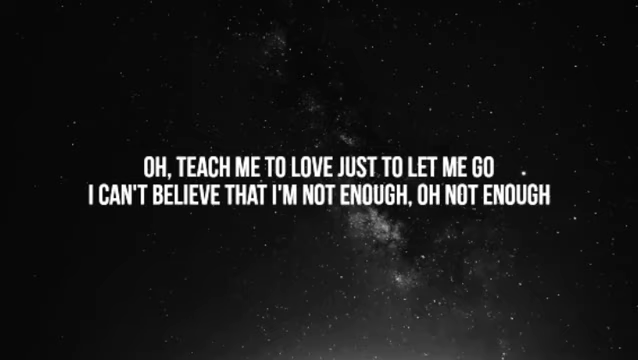 OH, TEACH ME TO LOVE JUST TO LET ME GO
I CAN'T BELIEVE THAT I'M NOT ENOUGH, OH NOT ENOUGH